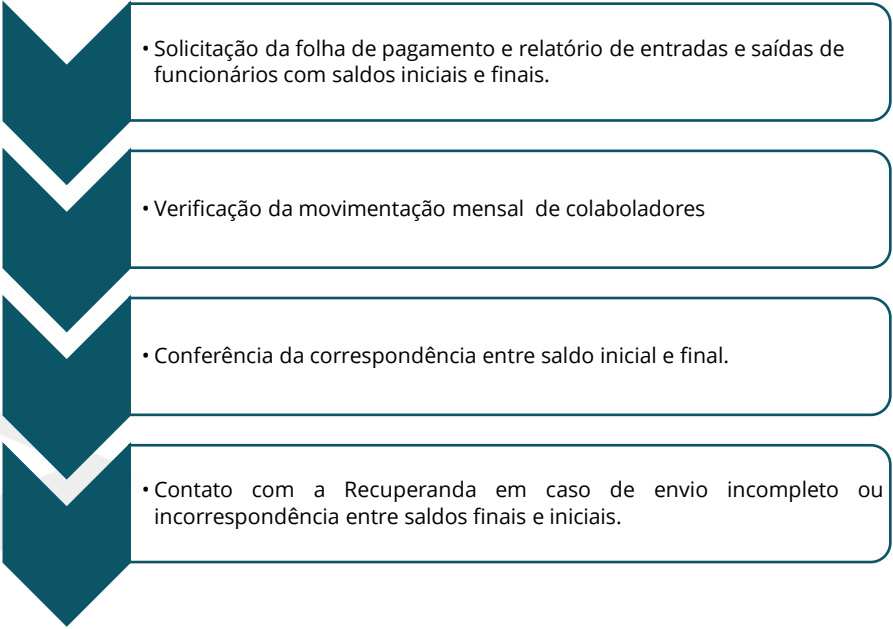 • Solicitação da folha de pagamento e relatório de entradas e saídas de
funcionários com saldos iniciais e finais.
• Verificação da movimentação mensal de colaboladores
• Conferência da correspondência entre saldo inicial e final.
• Contato com a Recuperanda em caso de envio incompleto ou
incorrespondência entre saldos finais e iniciais.